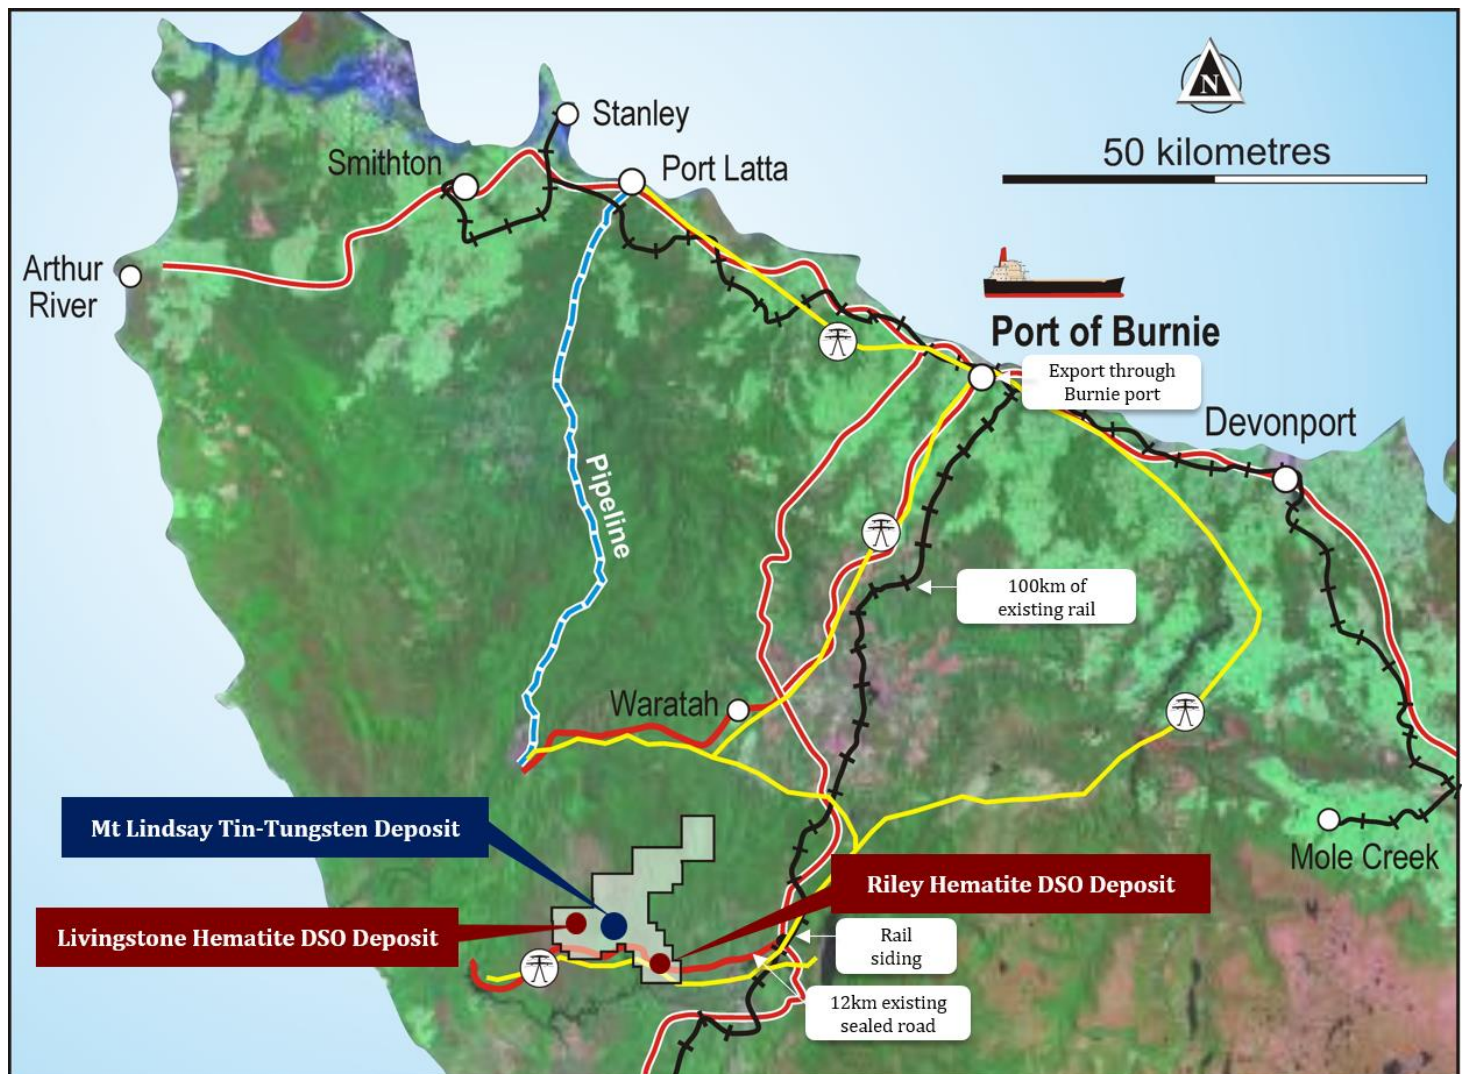 N
50 kilometres
Stanley
Smithton
Port Latta
Arthur
River
Port of Burnie
Export through
Burnie port
Devonport
Pipeline
100km of
existing rail
Waratah
Mt Lindsay Tin-Tungsten Deposit
Mole Creek
Riley Hematite DSO Deposit
Livingstone Hematite DSO Deposit
Rail
siding
12km existing
sealed road